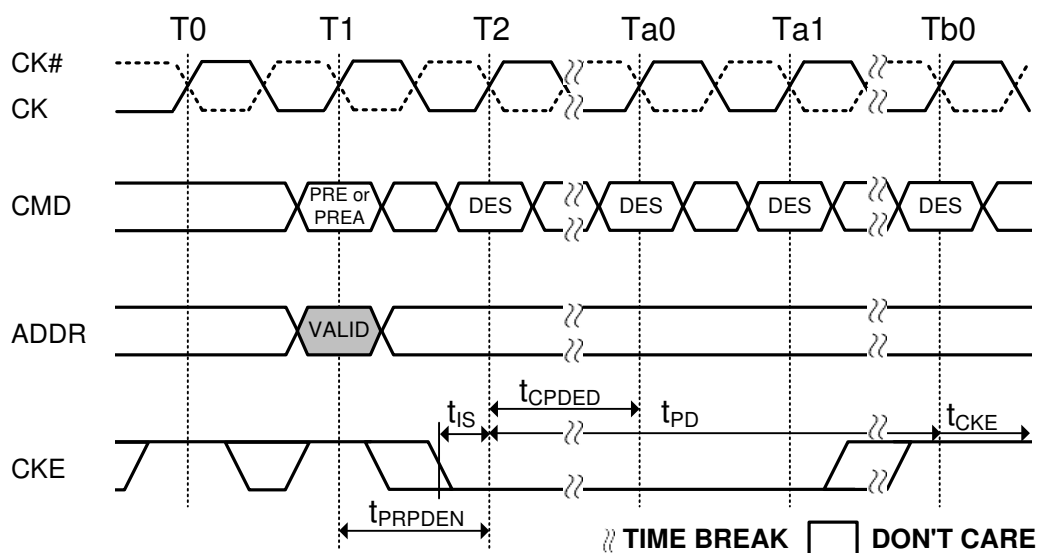 T0 T1 T2 Ta0 Ta1 Tb0
CK#
CK
CMD
PRE or
PREA
DES DES DES DES
ADDR
VALID
tCPDED
tIS tPD tCKE
CKE
tPRPDEN
TIME BREAK DON'T CARE